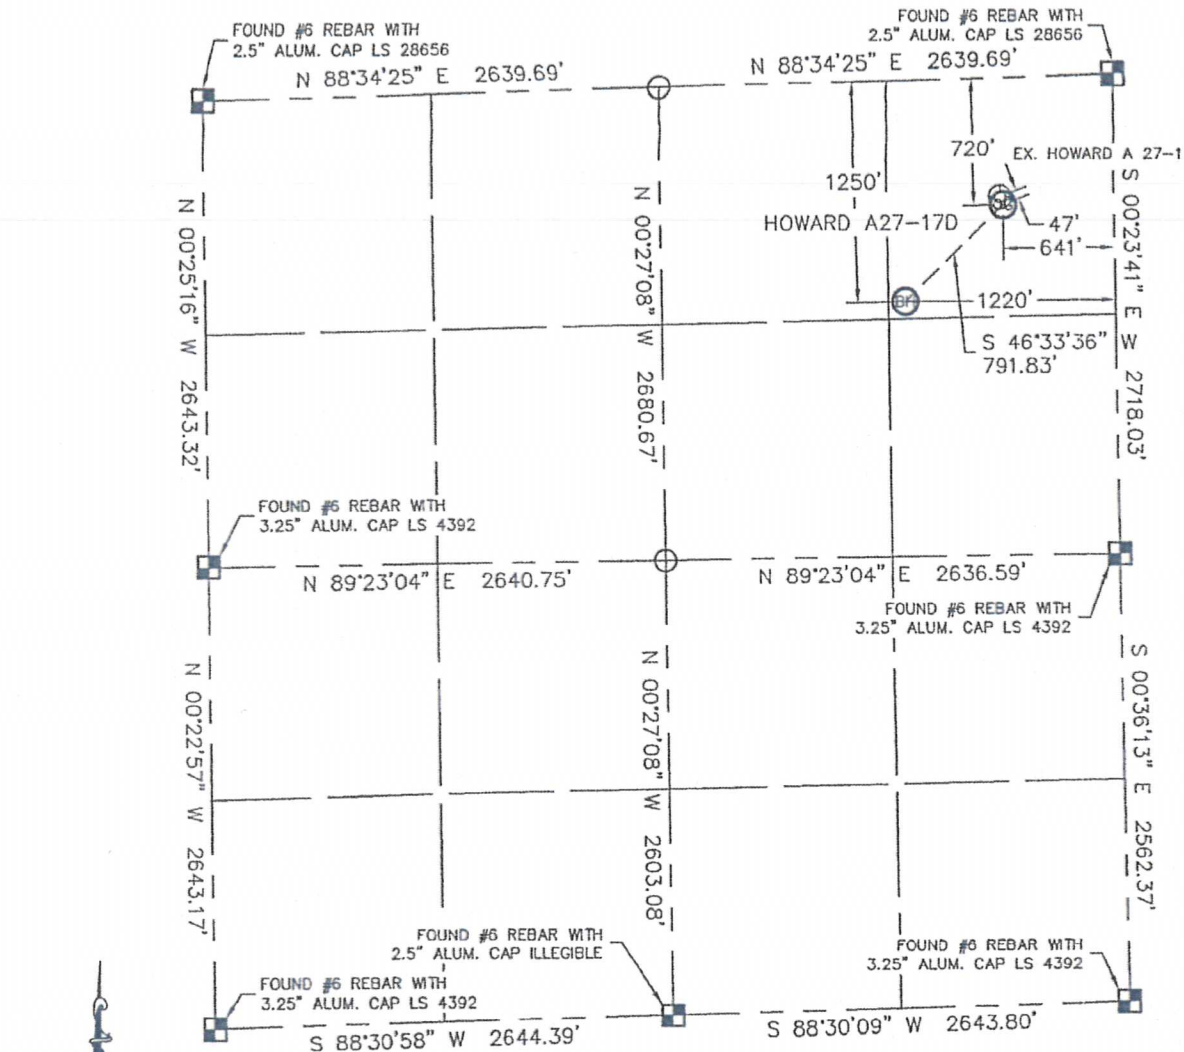 FOUND #6 REBAR WITH
2.5" ALUM. CAP LS 28656
N 88°34'25" E 2639.69'
FOUND #6 REBAR WITH
2.5" ALUM. CAP LS 28656
N 88°34'25" E 2639.69'
720'
EX. HOWARD A 27-1
1250'
HOWARD A27-17D
47'
641'
BH
1220'
S 46°33'36" W
791.83'
N 00°25'16" W 2643.32'
N 00°27'08" W 2680.67'
S 00°23'41" E 2718.03'
FOUND #6 REBAR WITH
3.25" ALUM. CAP LS 4392
N 89°23'04" E 2640.75'
N 89°23'04" E 2636.59'
FOUND #6 REBAR WITH
3.25" ALUM. CAP LS 4392
N 00°22'57" W 2643.17'
N 00°27'08" W 2603.08'
S 00°36'13" E 2562.37'
FOUND #6 REBAR WITH
2.5" ALUM. CAP ILLEGIBLE
FOUND #6 REBAR WITH
3.25" ALUM. CAP LS 4392
FOUND #6 REBAR WITH
3.25" ALUM. CAP LS 4392
S 88°30'58" W 2644.39'
S 88°30'09" W 2643.80'